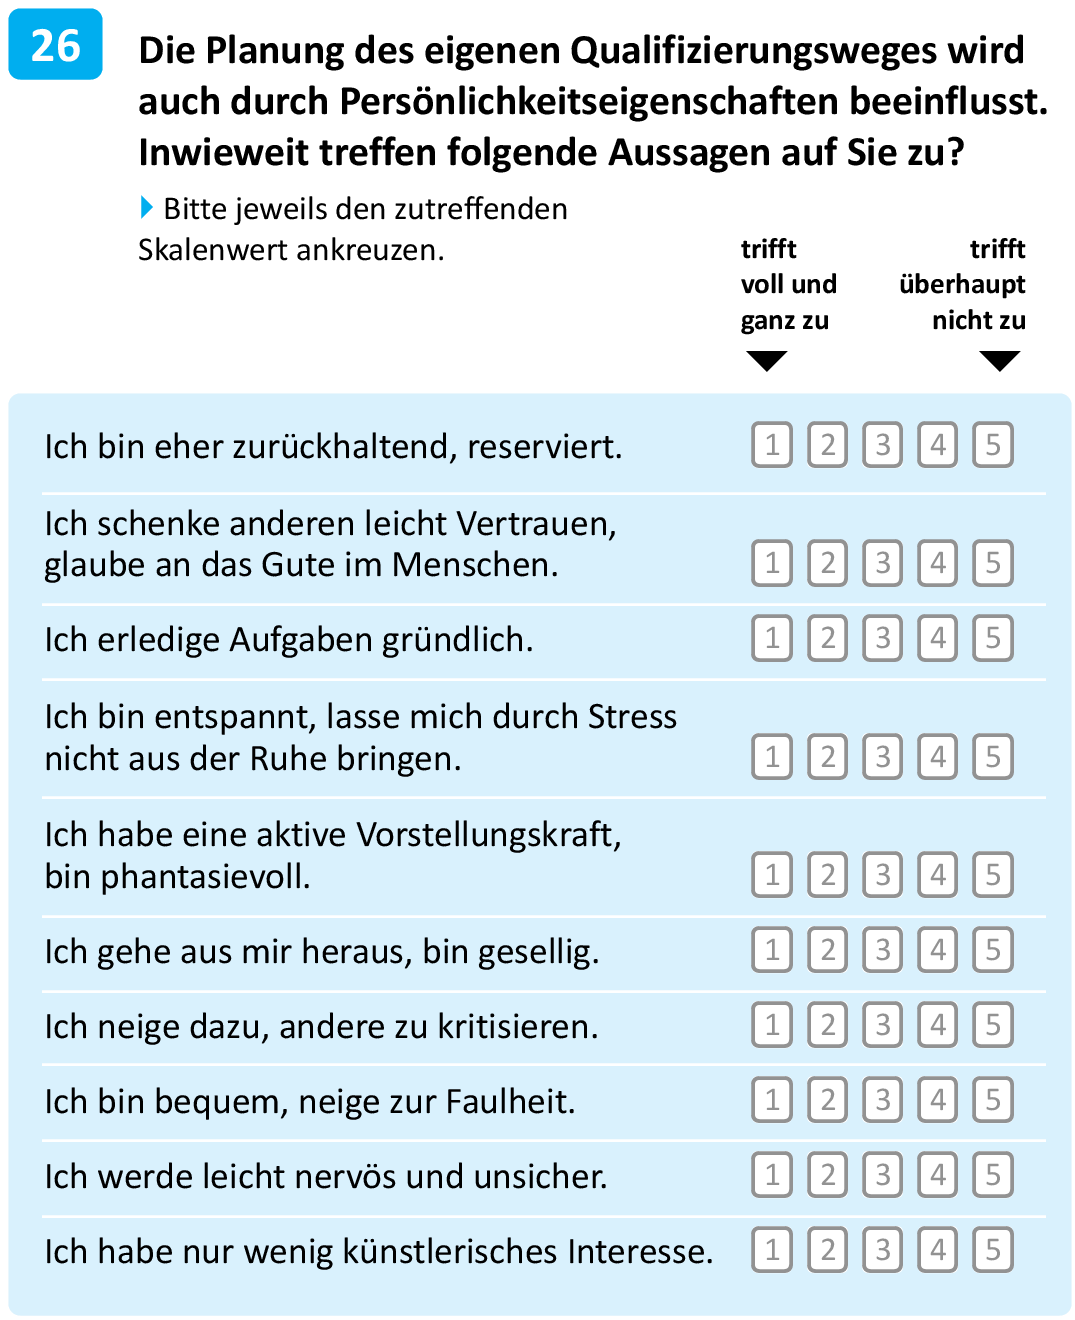 26
Die Planung des eigenen Qualifizierungsweges wird
auch durch Persönlichkeitseigenschaften beeinflusst.
Inwieweit treffen folgende Aussagen auf Sie zu?
Bitte jeweils den zutreffenden
Skalenwert ankreuzen.
trifft
voll und
ganz zu
trifft
überhaupt
nicht zu
Ich bin eher zurückhaltend, reserviert. 1 2 3 4 5
Ich schenke anderen leicht Vertrauen,
glaube an das Gute im Menschen. 1 2 3 4 5
Ich erledige Aufgaben gründlich. 1 2 3 4 5
Ich bin entspannt, lasse mich durch Stress
nicht aus der Ruhe bringen. 1 2 3 4 5
Ich habe eine aktive Vorstellungskraft,
bin phantasievoll. 1 2 3 4 5
Ich gehe aus mir heraus, bin gesellig. 1 2 3 4 5
Ich neige dazu, andere zu kritisieren. 1 2 3 4 5
Ich bin bequem, neige zur Faulheit. 1 2 3 4 5
Ich werde leicht nervös und unsicher. 1 2 3 4 5
Ich habe nur wenig künstlerisches Interesse. 1 2 3 4 5